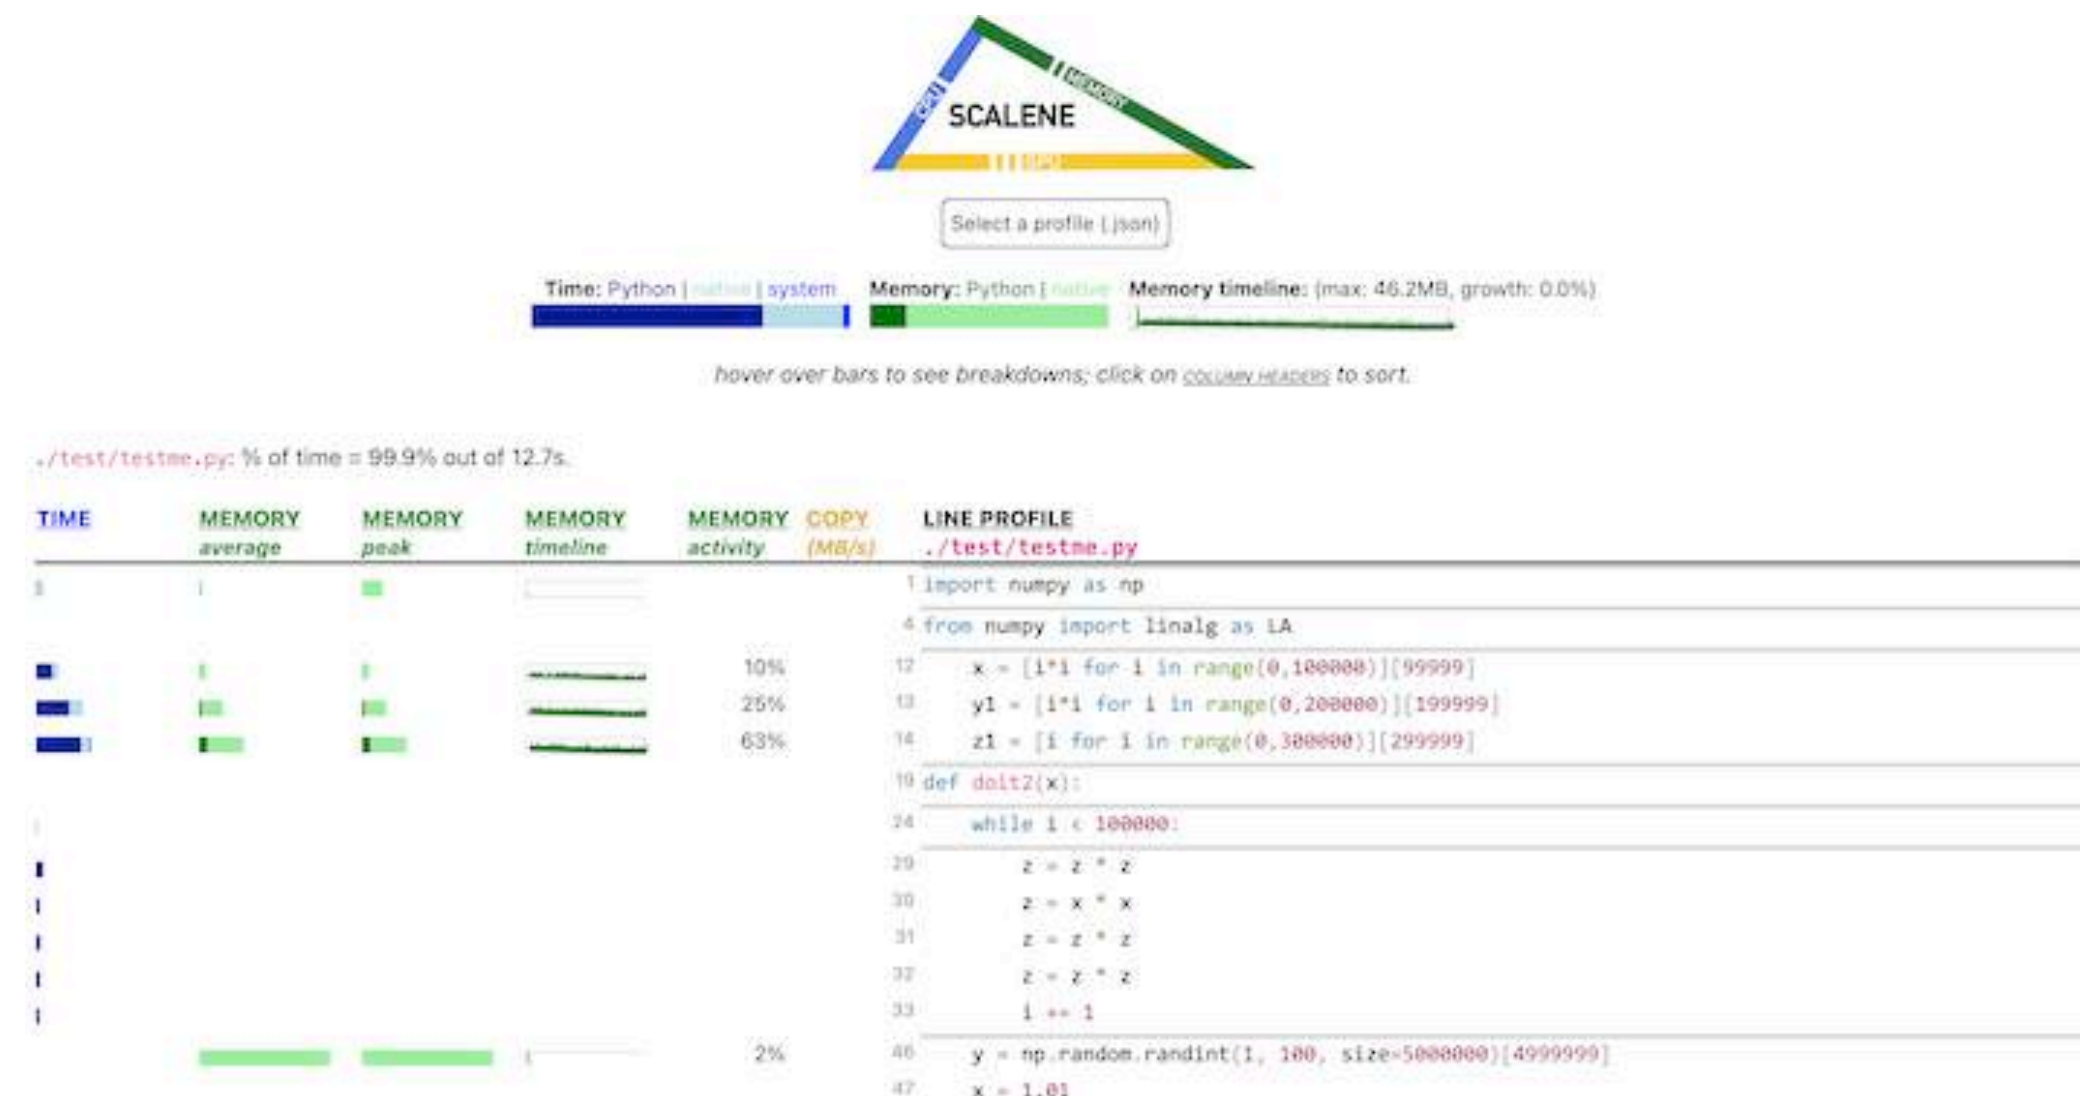 CPU
MEMORY
SCALENE
GPU
Select a profile (.json)
Time: Python | native | system Memory: Python | native Memory timeline: (max: 46.2MB, growth: 0.0%)
hover over bars to see breakdowns; click on COLUMN HEADERS to sort.
./test/testme.py: % of time = 99.9% out of 12.7s.
TIME MEMORY MEMORY MEMORY MEMORY COPY LINE PROFILE
average peak timeline activity (MB/s) ./test/testme.py
1 import numpy as np
4 from numpy import linalg as LA
10% 12 x = [i*i for i in range(0,100000)][99999]
25% 13 y1 = [i*i for i in range(0,200000)][199999]
63% 14 z1 = [i for i in range(0,300000)][299999]
19 def doit2(x):
24 while i < 100000:
29 z = z * z
30 z = x * x
31 z = z * z
32 z = z * z
33 i += 1
2% 46 y = np.random.randint(1, 100, size=5000000)[4999999]
47 x = 1.01